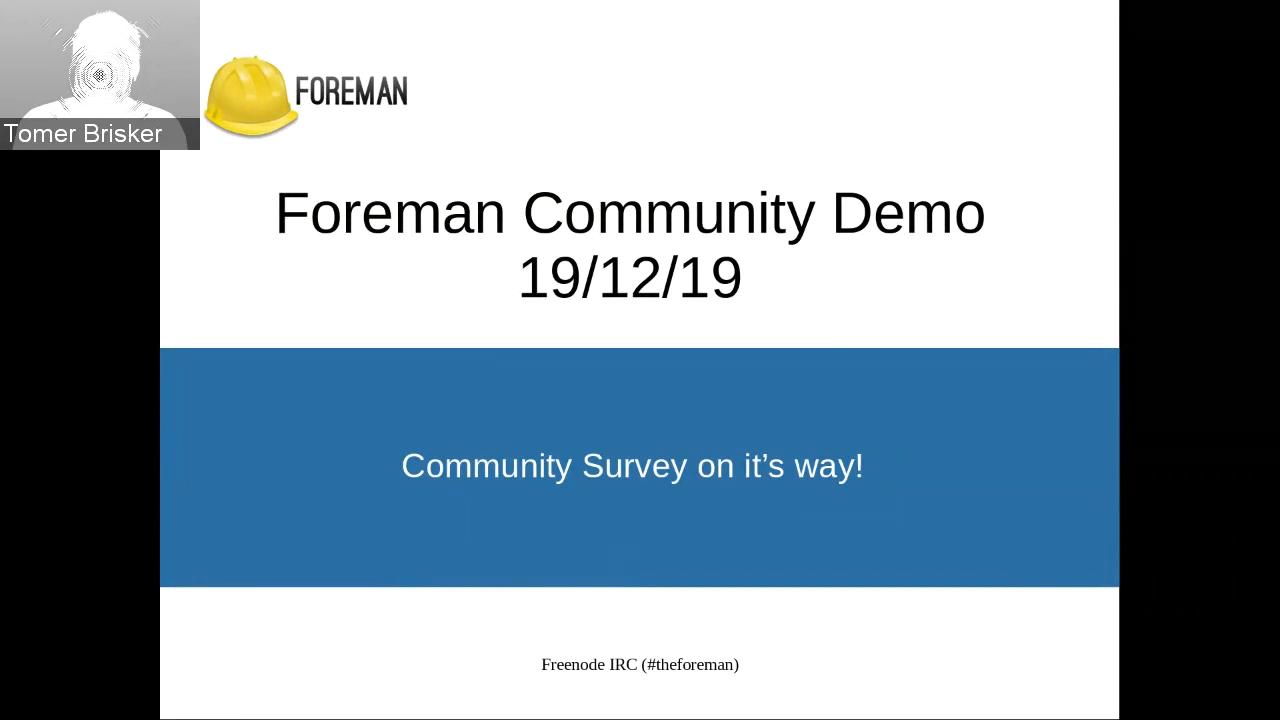 Tomer Brisker
FOREMAN
Foreman Community Demo
19/12/19
Community Survey on it’s way!
Freenode IRC (#theforeman)